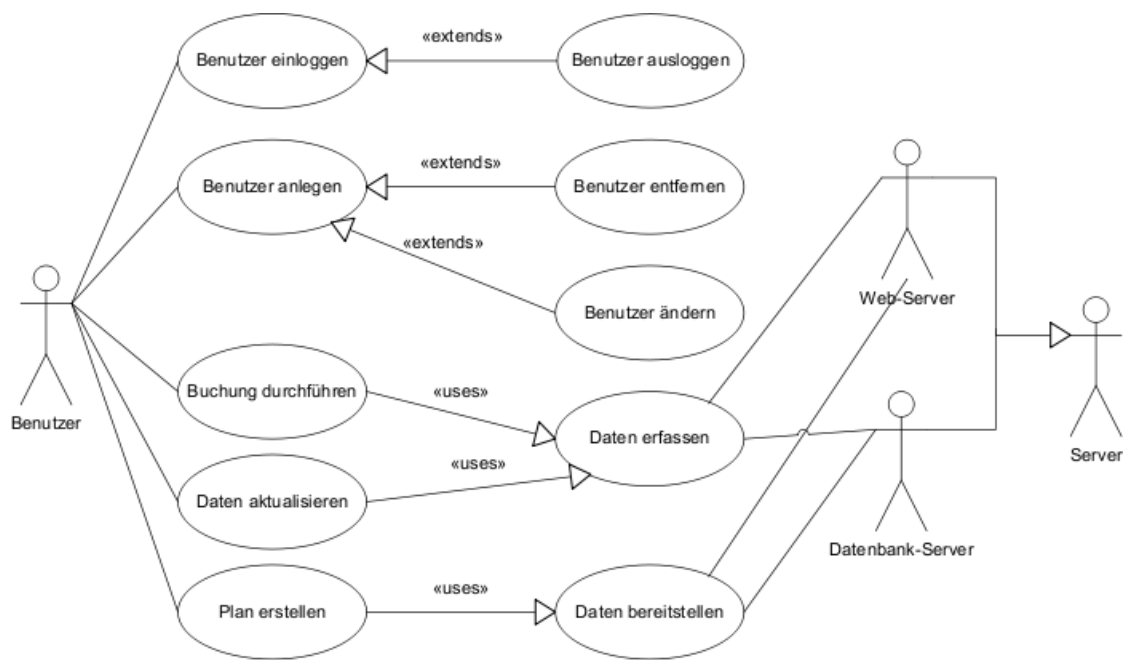 «extends»
Benutzer einloggen
Benutzer ausloggen
«extends»
Benutzer anlegen
Benutzer entfernen
«extends»
Benutzer ändern
Web-Server
Benutzer
Buchung durchführen
«uses»
Daten erfassen
Server
«uses»
Daten aktualisieren
Datenbank-Server
«uses»
Plan erstellen
Daten bereitstellen